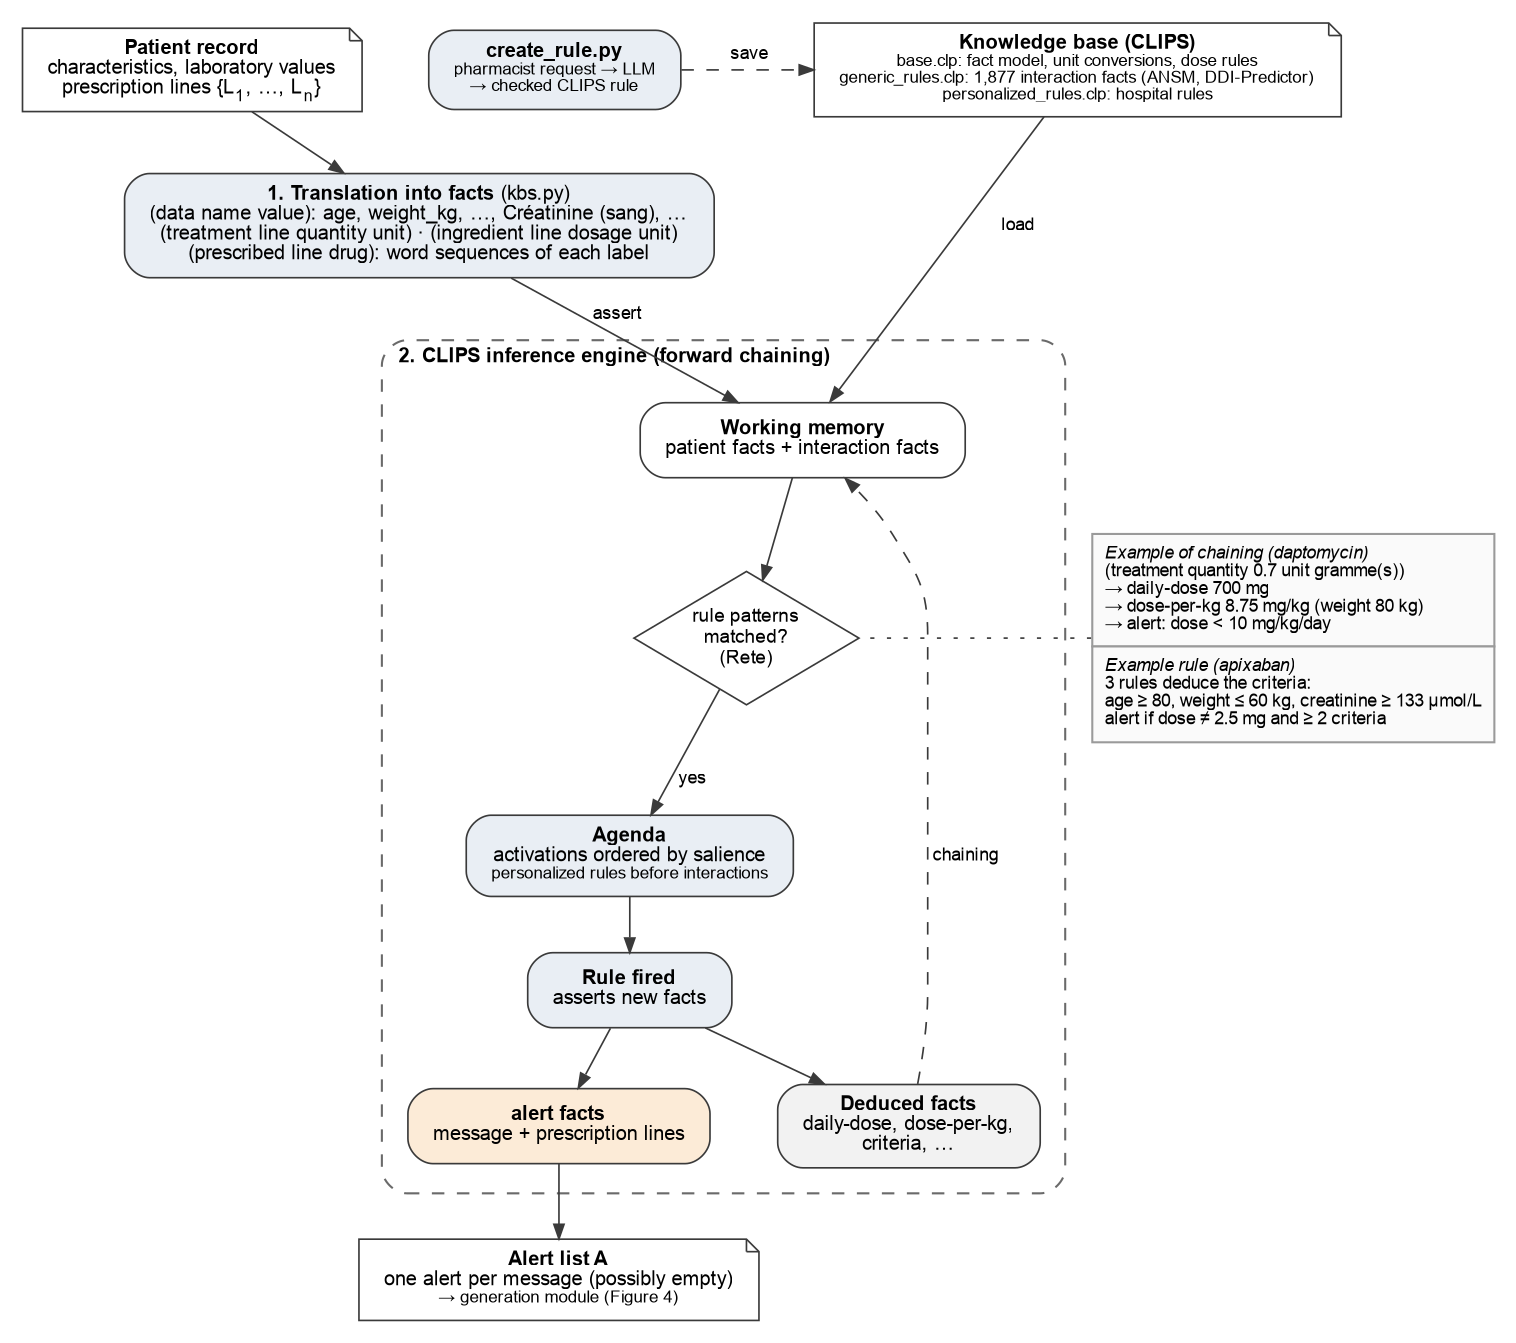 Patient record
characteristics, laboratory values
prescription lines {L1, …, Ln}
create_rule.py
pharmacist request → LLM
→ checked CLIPS rule
save
Knowledge base (CLIPS)
base.clp: fact model, unit conversions, dose rules
generic_rules.clp: 1,877 interaction facts (ANSM, DDI-Predictor)
personalized_rules.clp: hospital rules
1. Translation into facts (kbs.py)
(data name value): age, weight_kg, …, Créatinine (sang), …
(treatment line quantity unit) · (ingredient line dosage unit)
(prescribed line drug): word sequences of each label
load
assert
2. CLIPS inference engine (forward chaining)
Working memory
patient facts + interaction facts
rule patterns
matched?
(Rete)
Example of chaining (daptomycin)
(treatment quantity 0.7 unit gramme(s))
→ daily-dose 700 mg
→ dose-per-kg 8.75 mg/kg (weight 80 kg)
→ alert: dose < 10 mg/kg/day
Example rule (apixaban)
3 rules deduce the criteria:
age ≥ 80, weight ≤ 60 kg, creatinine ≥ 133 µmol/L
alert if dose ≠ 2.5 mg and ≥ 2 criteria
yes
Agenda
activations ordered by salience
personalized rules before interactions
chaining
Rule fired
asserts new facts
alert facts
message + prescription lines
Deduced facts
daily-dose, dose-per-kg,
criteria, …
Alert list A
one alert per message (possibly empty)
→ generation module (Figure 4)